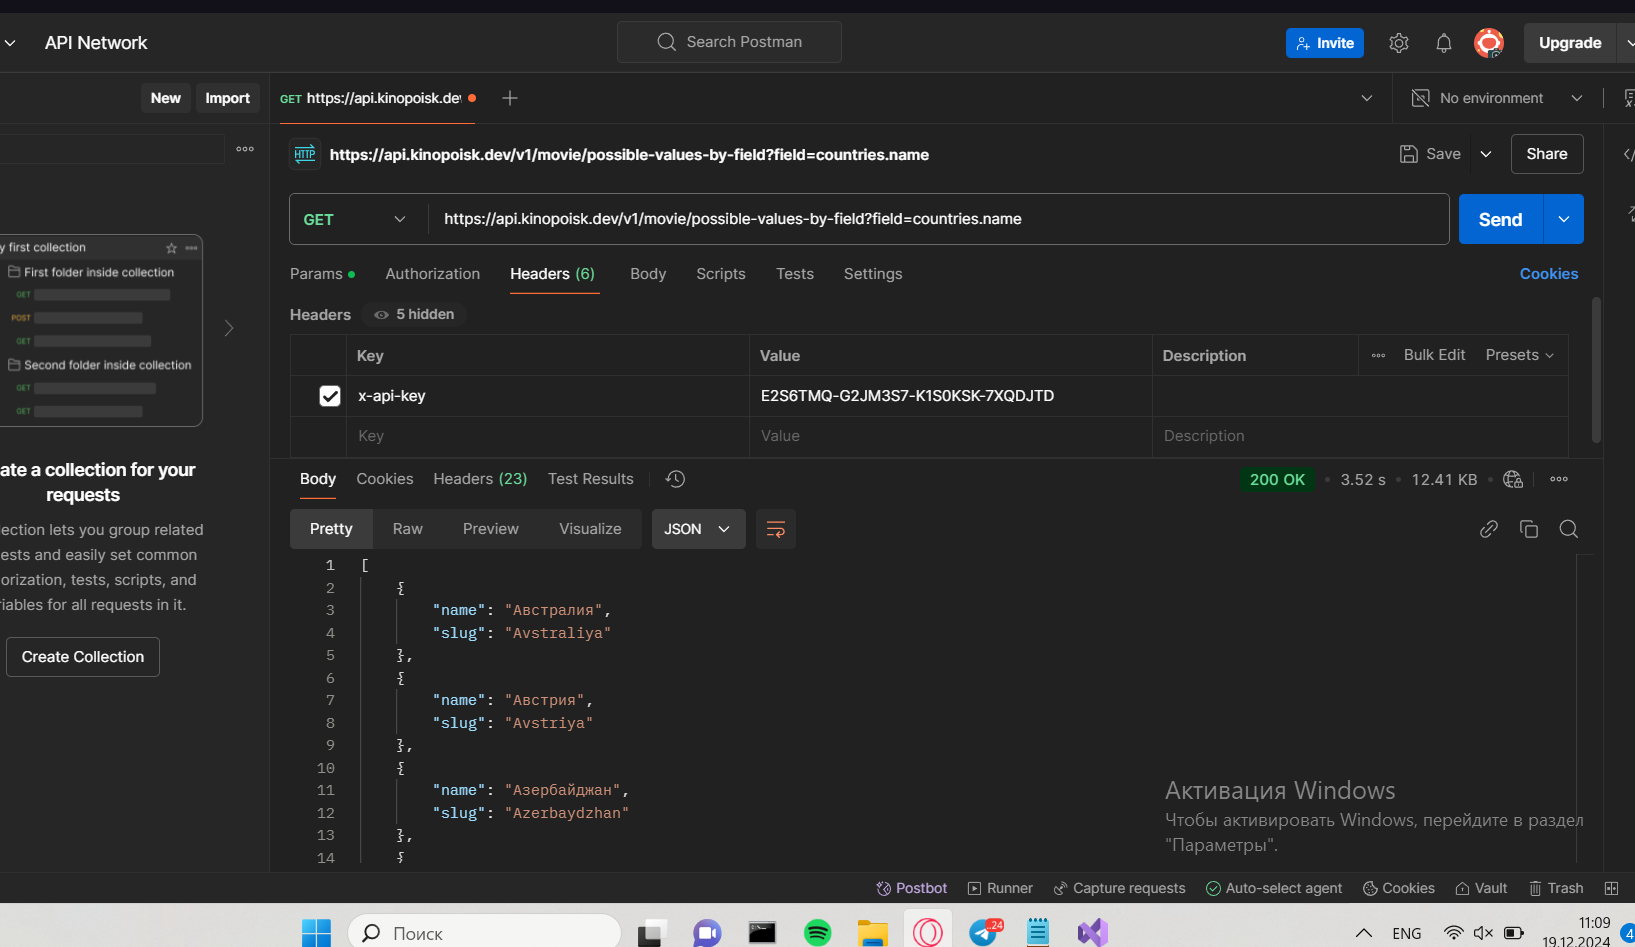 API Network
Search Postman
Invite
Upgrade
New
Import
GET https://api.kinopoisk.de
No environment
HTTP
https://api.kinopoisk.dev/v1/movie/possible-values-by-field?field=countries.name
Save
Share
GET
https://api.kinopoisk.dev/v1/movie/possible-values-by-field?field=countries.name
Send
Params
Authorization
Headers (6)
Body
Scripts
Tests
Settings
Cookies
Headers
5 hidden
Key
Value
Description
Bulk Edit
Presets
x-api-key
E2S6TMQ-G2JM3S7-K1S0KSK-7XQDJTD
Key
Value
Description
y first collection
First folder inside collection
GET
POST
GET
Second folder inside collection
GET
GET
ate a collection for your
requests
ection lets you group related
ests and easily set common
orization, tests, scripts, and
riables for all requests in it.
Create Collection
Body
Cookies
Headers (23)
Test Results
200 OK
3.52 s
12.41 KB
Pretty
Raw
Preview
Visualize
JSON
1 [
2 {
3 "name": "Австралия",
4 "slug": "Avstraliya"
5 },
6 {
7 "name": "Австрия",
8 "slug": "Avstriya"
9 },
10 {
11 "name": "Азербайджан",
12 "slug": "Azerbaydzhan"
13 },
14 {
Активация Windows
Чтобы активировать Windows, перейдите в раздел
"Параметры".
Postbot
Runner
Capture requests
Auto-select agent
Cookies
Vault
Trash
Поиск
..24
ENG
11:09
19.12.2024
4